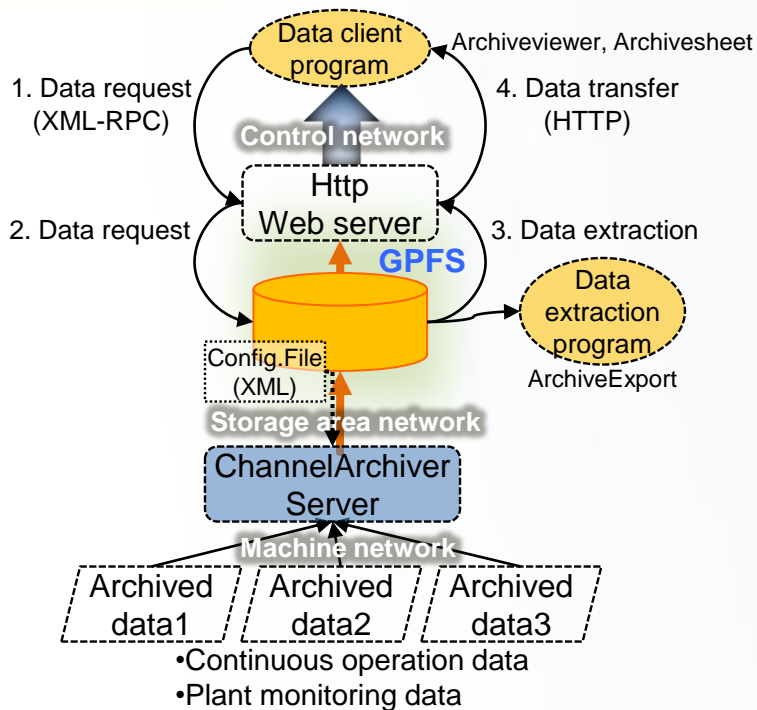 Data client
program
Archiveviewer, Archivesheet
1. Data request
(XML-RPC)
4. Data transfer
(HTTP)
Control network
Http
Web server
2. Data request
3. Data extraction
GPFS
Data
extraction
program
ArchiveExport
Config.File
(XML)
Storage area network
ChannelArchiver
Server
Machine network
Archived
data1
Archived
data2
Archived
data3
•Continuous operation data
•Plant monitoring data